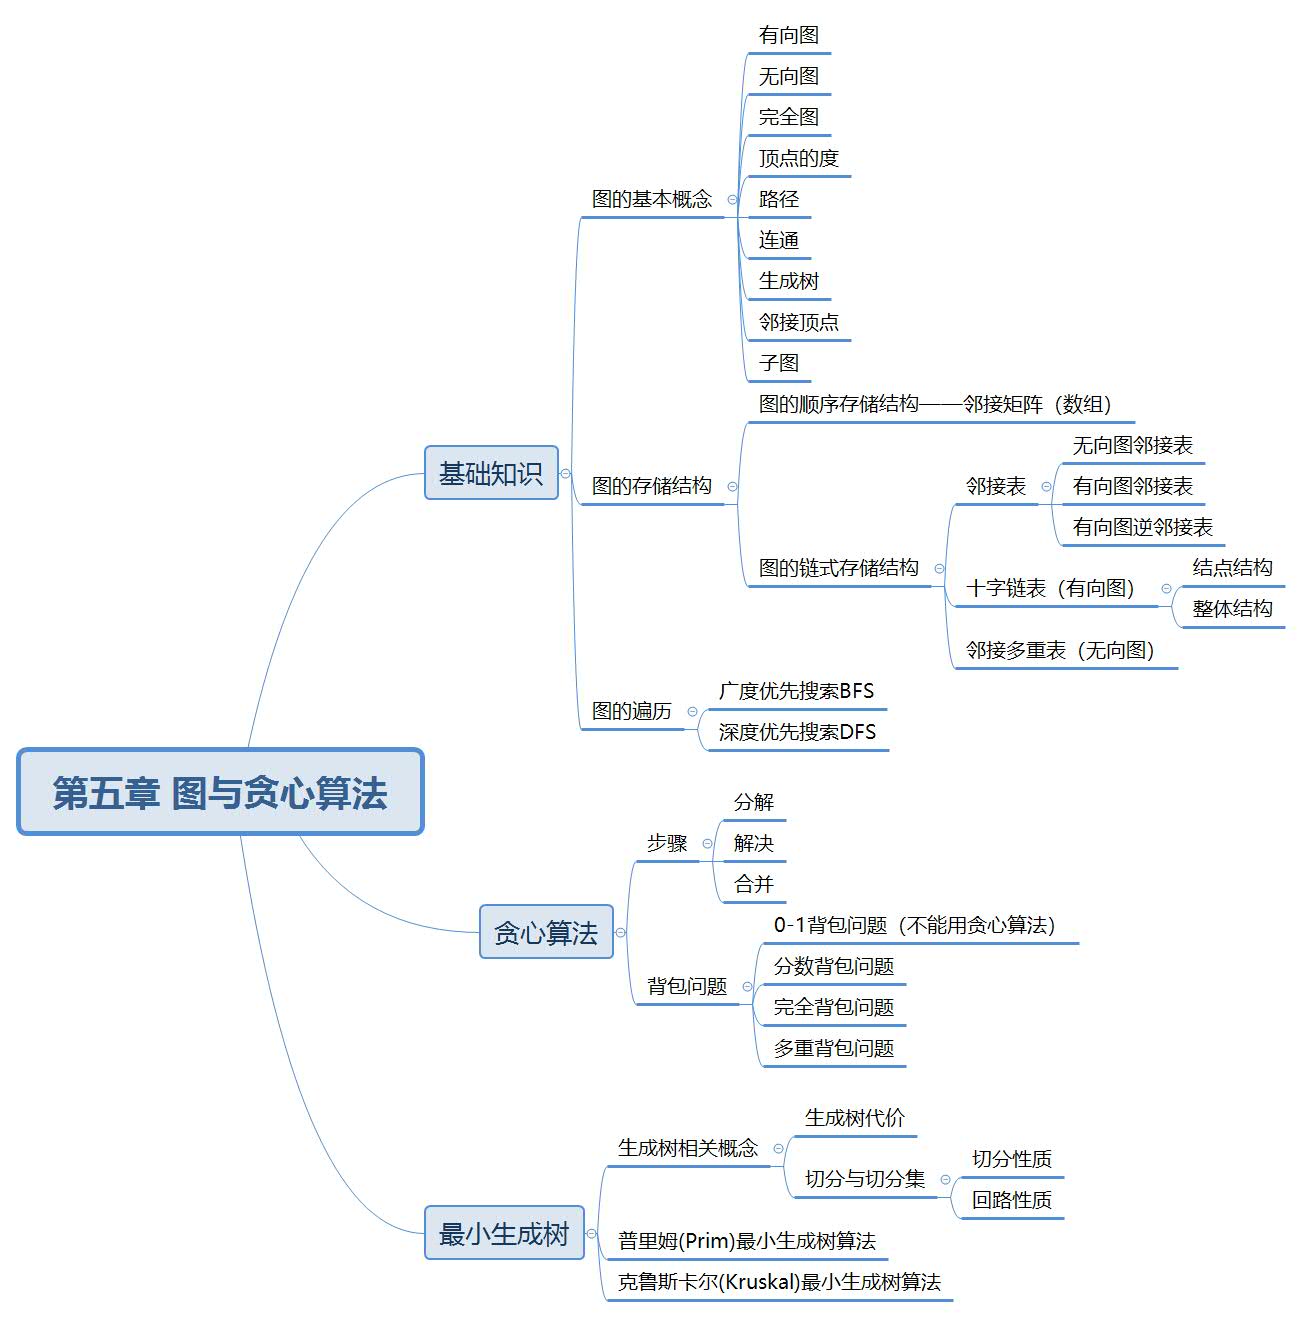 第五章 图与贪心算法
基础知识
图的基本概念
有向图
无向图
完全图
顶点的度
路径
连通
生成树
邻接顶点
子图
图的存储结构
图的顺序存储结构——邻接矩阵（数组）
图的链式存储结构
邻接表
无向图邻接表
有向图邻接表
有向图逆邻接表
十字链表（有向图）
结点结构
整体结构
邻接多重表（无向图）
图的遍历
广度优先搜索BFS
深度优先搜索DFS
贪心算法
步骤
分解
解决
合并
背包问题
0-1背包问题（不能用贪心算法）
分数背包问题
完全背包问题
多重背包问题
最小生成树
生成树相关概念
生成树代价
切分与切分集
切分性质
回路性质
普里姆(Prim)最小生成树算法
克鲁斯卡尔(Kruskal)最小生成树算法